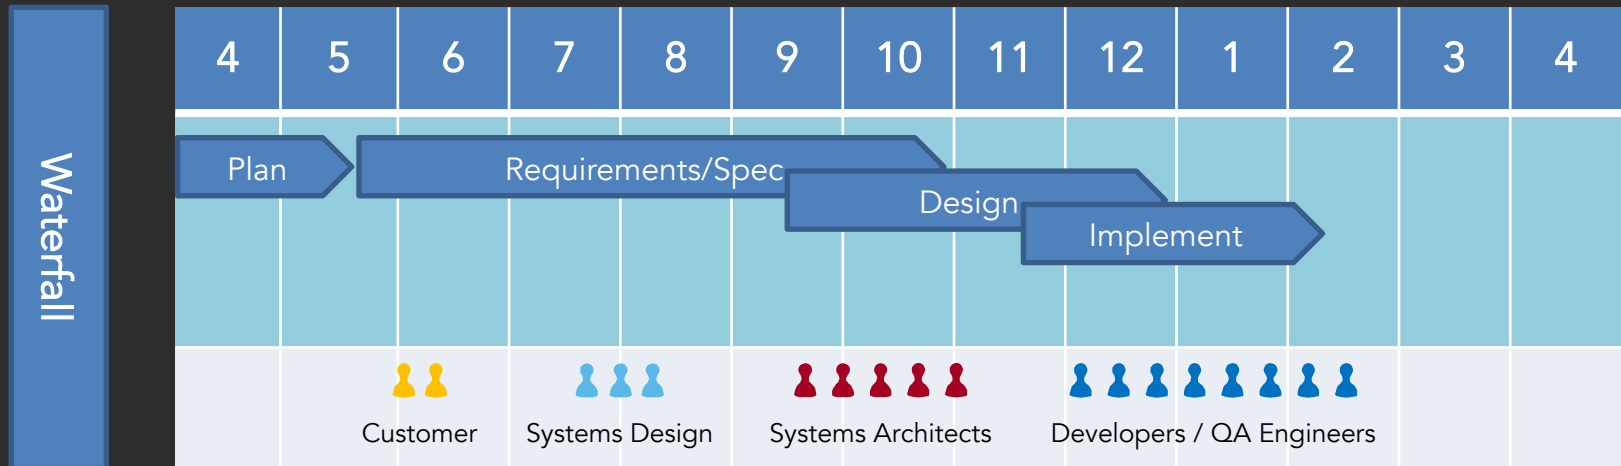 Waterfall
4 5 6 7 8 9 10 11 12 1 2 3 4
Plan
Requirements/Spec
Design
Implement
Customer
Systems Design
Systems Architects
Developers / QA Engineers